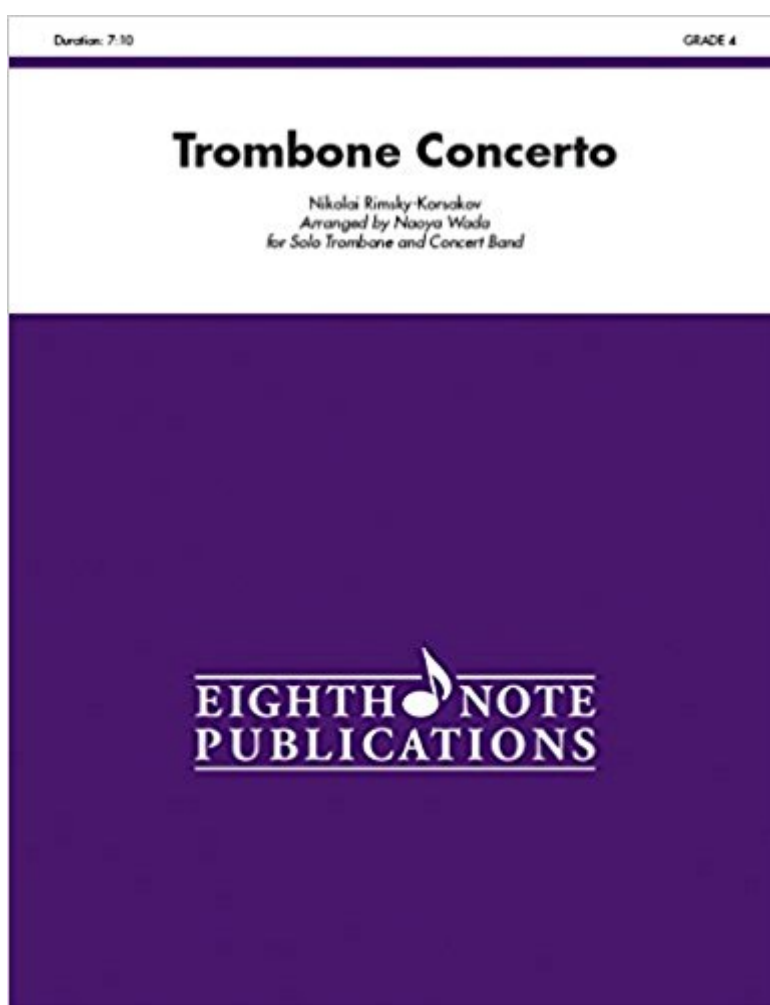 Duration: 7:10
GRADE 4
Trombone Concerto
Nikolai Rimsky-Korsakov
Arranged by Naoya Wada
for Solo Trombone and Concert Band
EIGHTH NOTE
PUBLICATIONS